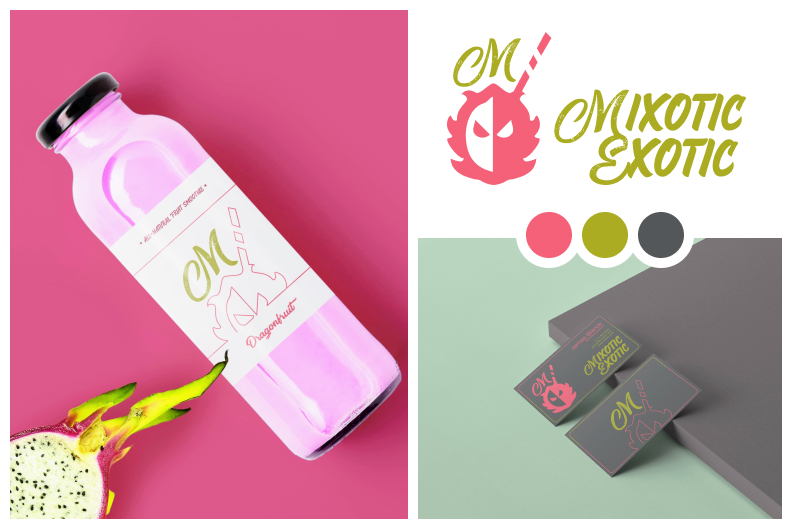 • ALL-NATURAL FRUIT SMOOTHIE •
M
Dragonfruit
M
MIXOTIC
EXOTIC
M
MIXOTIC
EXOTIC
M